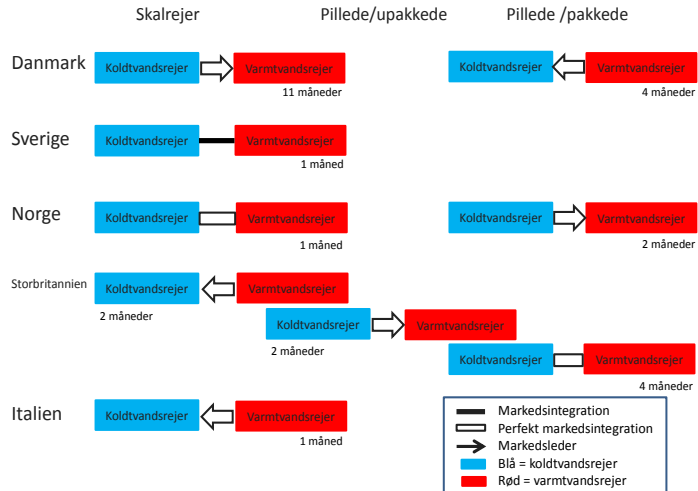 Skalrejer Pillede/upakkede Pillede /pakkede
Danmark Koldtvandsrejer Varmtvandsrejer Koldtvandsrejer Varmtvandsrejer
11 måneder 4 måneder
Sverige Koldtvandsrejer Varmtvandsrejer
1 måned
Norge Koldtvandsrejer Varmtvandsrejer Koldtvandsrejer Varmtvandsrejer
1 måned 2 måneder
Storbritannien Koldtvandsrejer Varmtvandsrejer
2 måneder
Koldtvandsrejer Varmtvandsrejer
2 måneder
Koldtvandsrejer Varmtvandsrejer
4 måneder
Italien Koldtvandsrejer Varmtvandsrejer
1 måned
Markedsintegration
Perfekt markedsintegration
Markedsleder
Blå = koldtvandsrejer
Rød = varmtvandsrejer